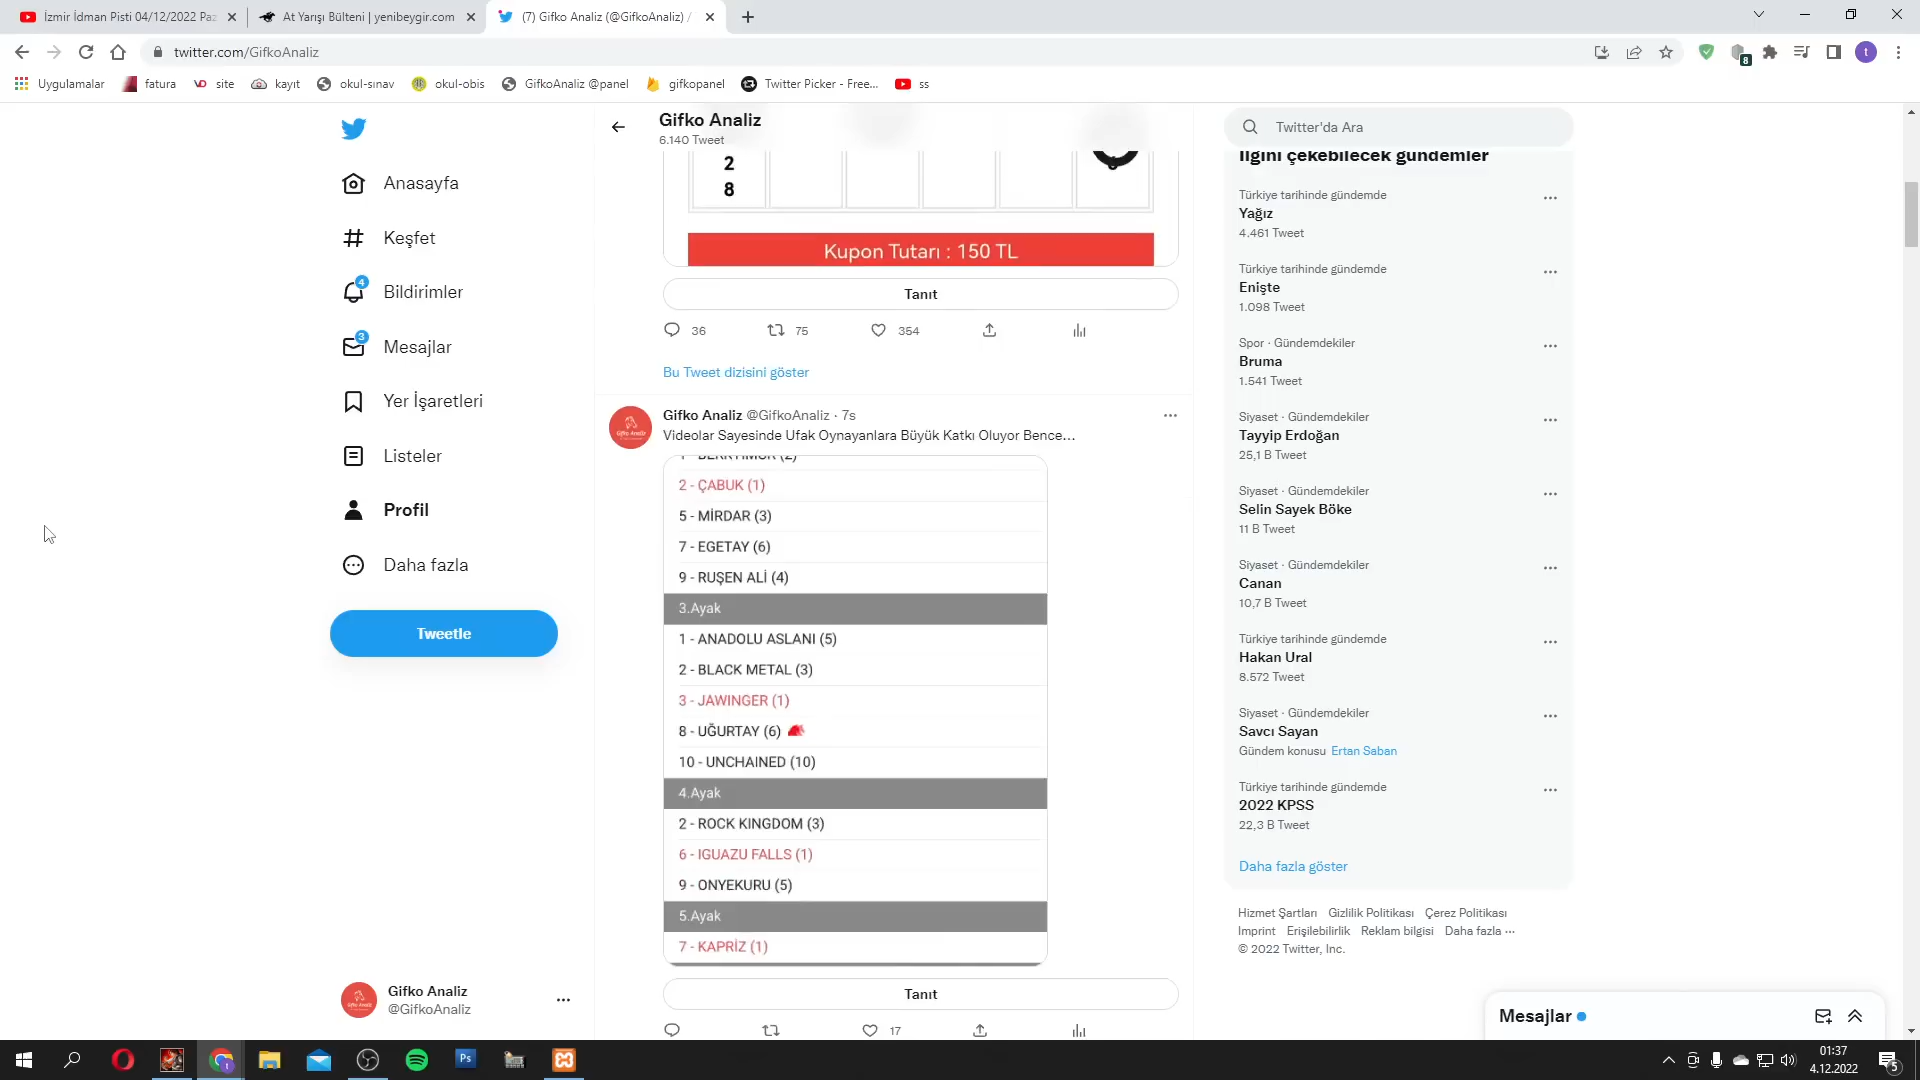 İzmir İdman Pisti 04/12/2022 Paz
At Yarışı Bülteni | yenibeygir.com
(7) Gifko Analiz (@GifkoAnaliz) /
twitter.com/GifkoAnaliz
8
t
Uygulamalar
fatura
VD site
kayıt
okul-sınav
okul-obis
GifkoAnaliz @panel
gifkopanel
Twitter Picker - Free...
ss
Anasayfa
Keşfet
4
Bildirimler
3
Mesajlar
Yer İşaretleri
Listeler
Profil
Daha fazla
Tweetle
Gifko Analiz
@GifkoAnaliz
Gifko Analiz
6.140 Tweet
2
8
Kupon Tutarı : 150 TL
Tanıt
36 75 354
Bu Tweet dizisini göster
Gifko Analiz @GifkoAnaliz · 7s
Videolar Sayesinde Ufak Oynayanlara Büyük Katkı Oluyor Bence...
2 - ÇABUK (1)
5 - MİRDAR (3)
7 - EGETAY (6)
9 - RUŞEN ALİ (4)
3.Ayak
1 - ANADOLU ASLANI (5)
2 - BLACK METAL (3)
3 - JAWINGER (1)
8 - UĞURTAY (6)
10 - UNCHAINED (10)
4.Ayak
2 - ROCK KINGDOM (3)
6 - IGUAZU FALLS (1)
9 - ONYEKURU (5)
5.Ayak
7 - KAPRİZ (1)
Tanıt
17
Twitter'da Ara
İlgini çekebilecek gündemler
Türkiye tarihinde gündemde
Yağız
4.461 Tweet
Türkiye tarihinde gündemde
Enişte
1.098 Tweet
Spor · Gündemdekiler
Bruma
1.541 Tweet
Siyaset · Gündemdekiler
Tayyip Erdoğan
25,1 B Tweet
Siyaset · Gündemdekiler
Selin Sayek Böke
11 B Tweet
Siyaset · Gündemdekiler
Canan
10,7 B Tweet
Türkiye tarihinde gündemde
Hakan Ural
8.572 Tweet
Siyaset · Gündemdekiler
Savcı Sayan
Gündem konusu Ertan Saban
Türkiye tarihinde gündemde
2022 KPSS
22,3 B Tweet
Daha fazla göster
Hizmet Şartları Gizlilik Politikası Çerez Politikası
Imprint Erişilebilirlik Reklam bilgisi Daha fazla ···
© 2022 Twitter, Inc.
Mesajlar
Ps
01:37
4.12.2022
5